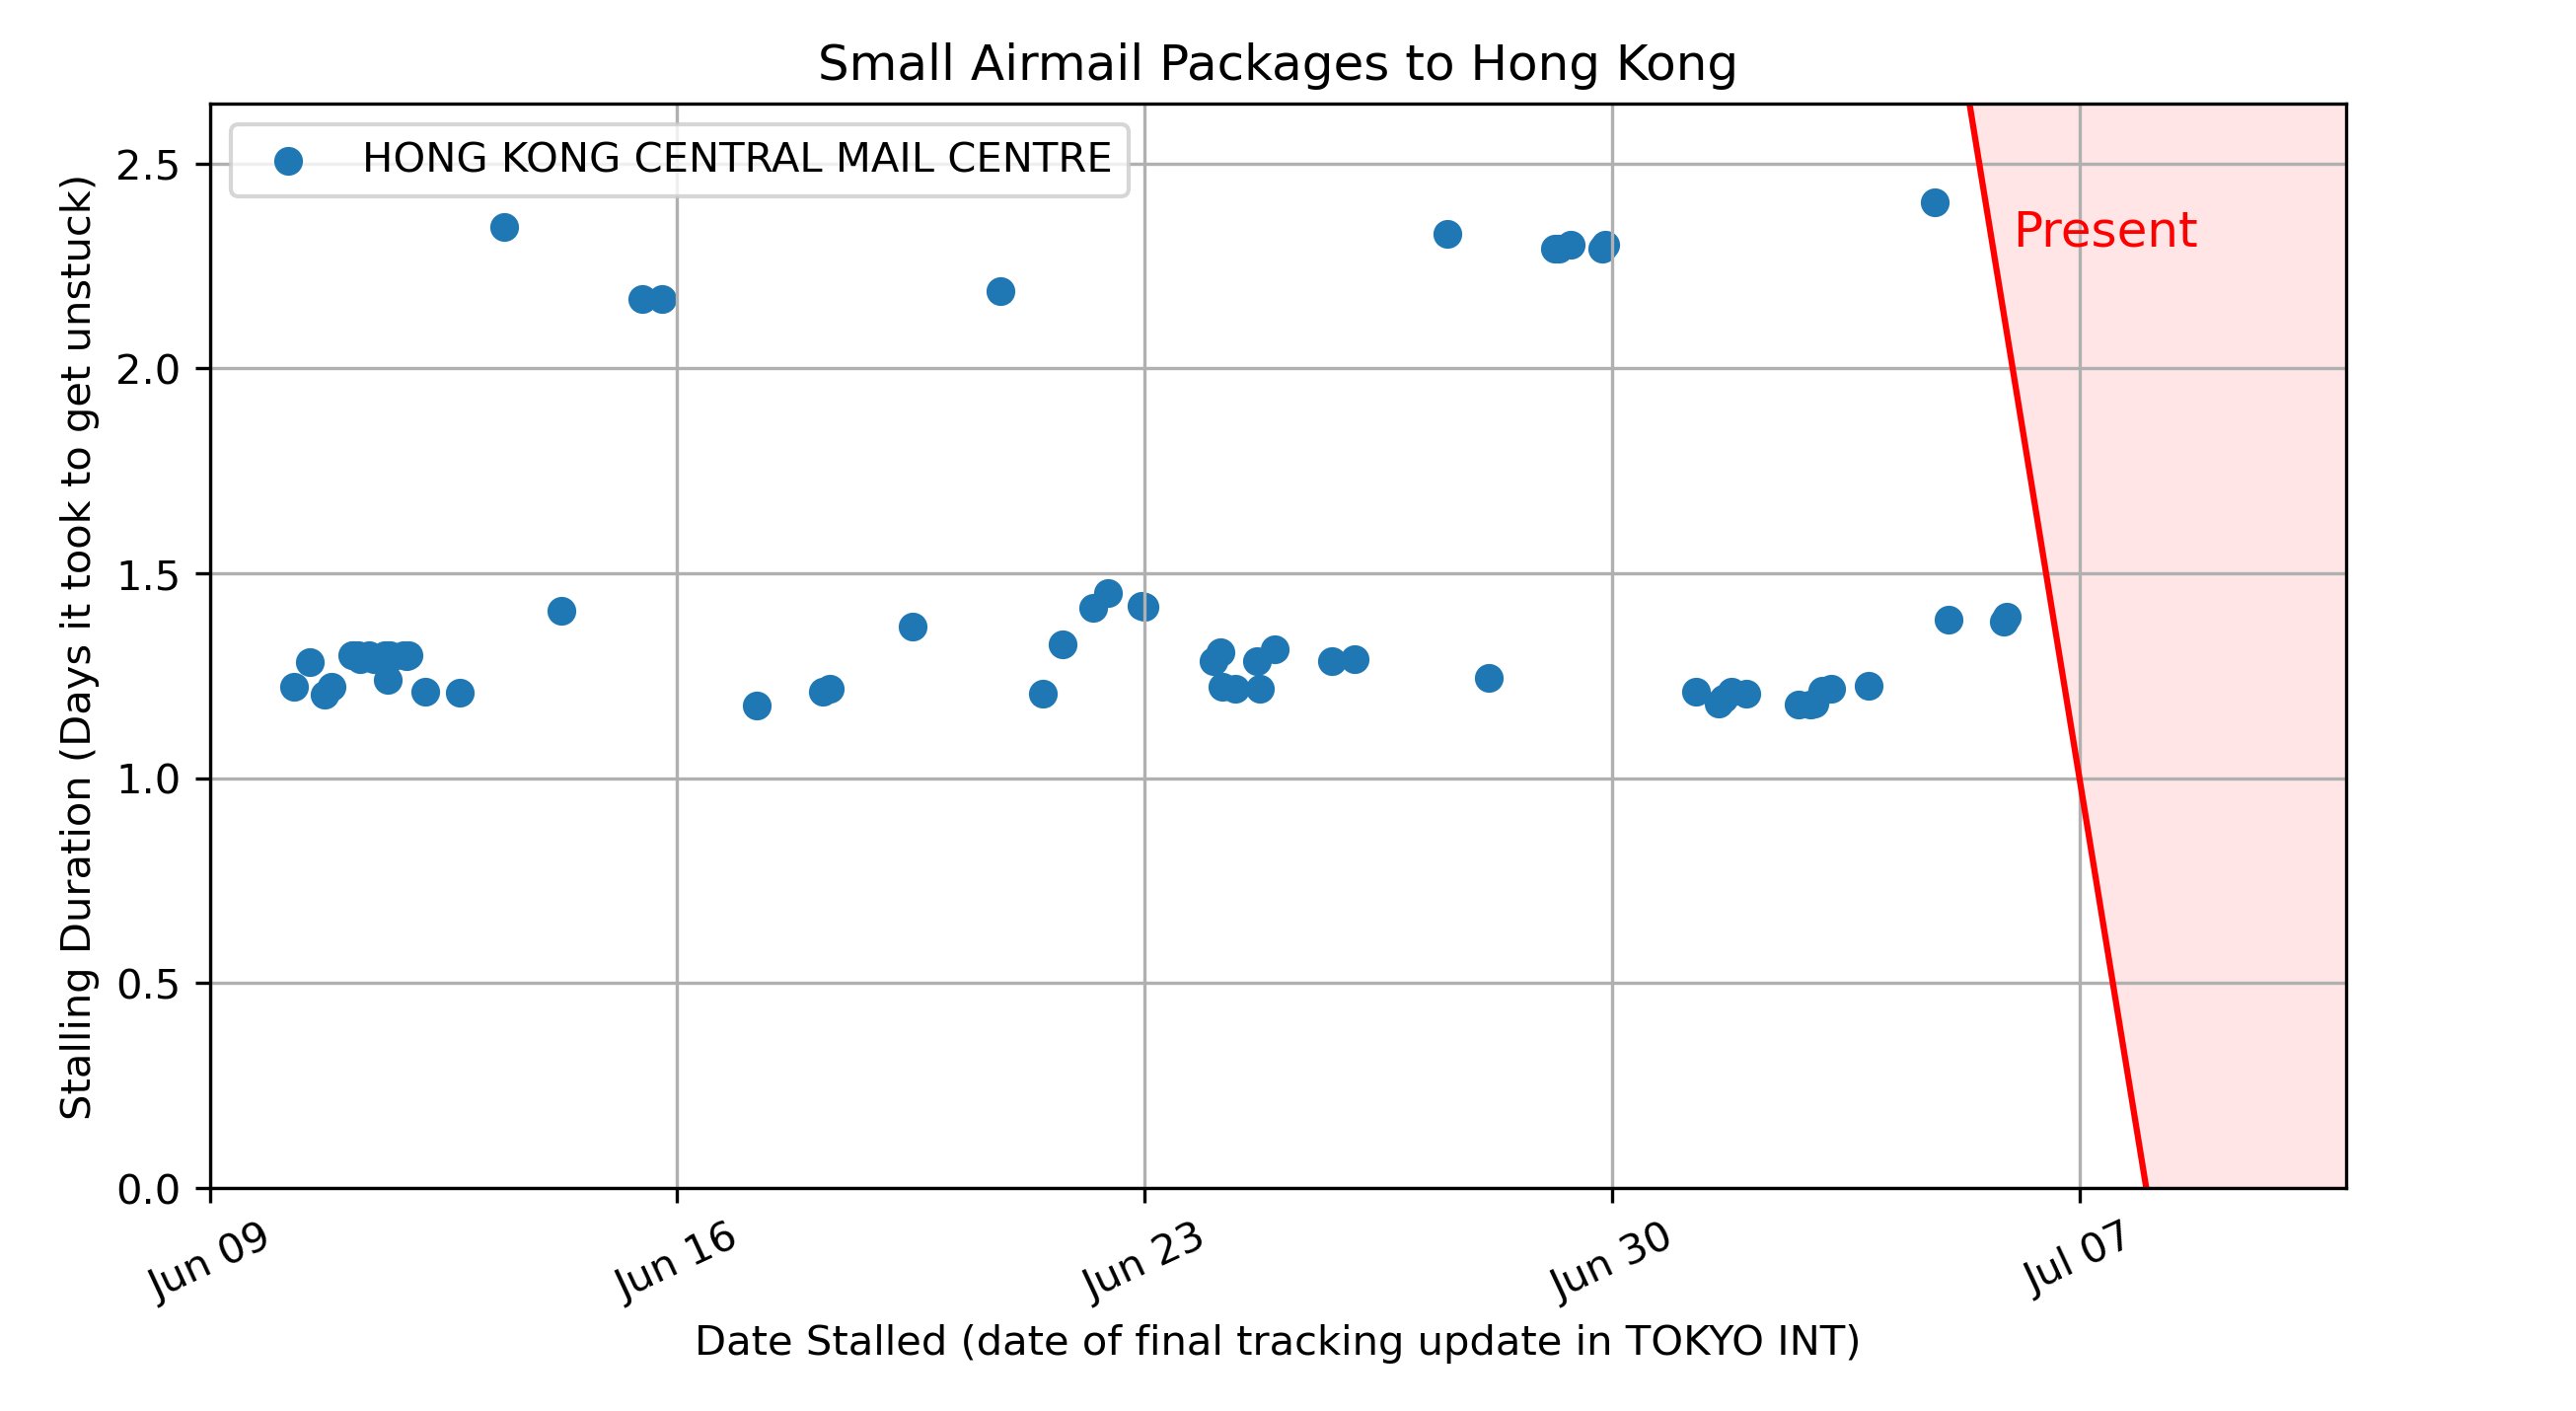 Small Airmail Packages to Hong Kong
HONG KONG CENTRAL MAIL CENTRE
Present
Stalling Duration (Days it took to get unstuck)
2.5
2.0
1.5
1.0
0.5
0.0
Jun 09
Jun 16
Jun 23
Jun 30
Jul 07
Date Stalled (date of final tracking update in TOKYO INT)